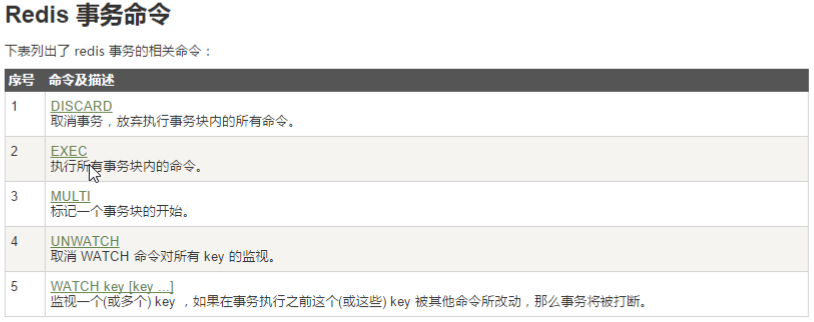 Redis 事务命令
下表列出了 redis 事务的相关命令：
序号 命令及描述
1 DISCARD
取消事务，放弃执行事务块内的所有命令。
2 EXEC
执行所有事务块内的命令。
3 MULTI
标记一个事务块的开始。
4 UNWATCH
取消 WATCH 命令对所有 key 的监视。
5 WATCH key [key ...]
监视一个(或多个) key ，如果在事务执行之前这个(或这些) key 被其他命令所改动，那么事务将被打断。